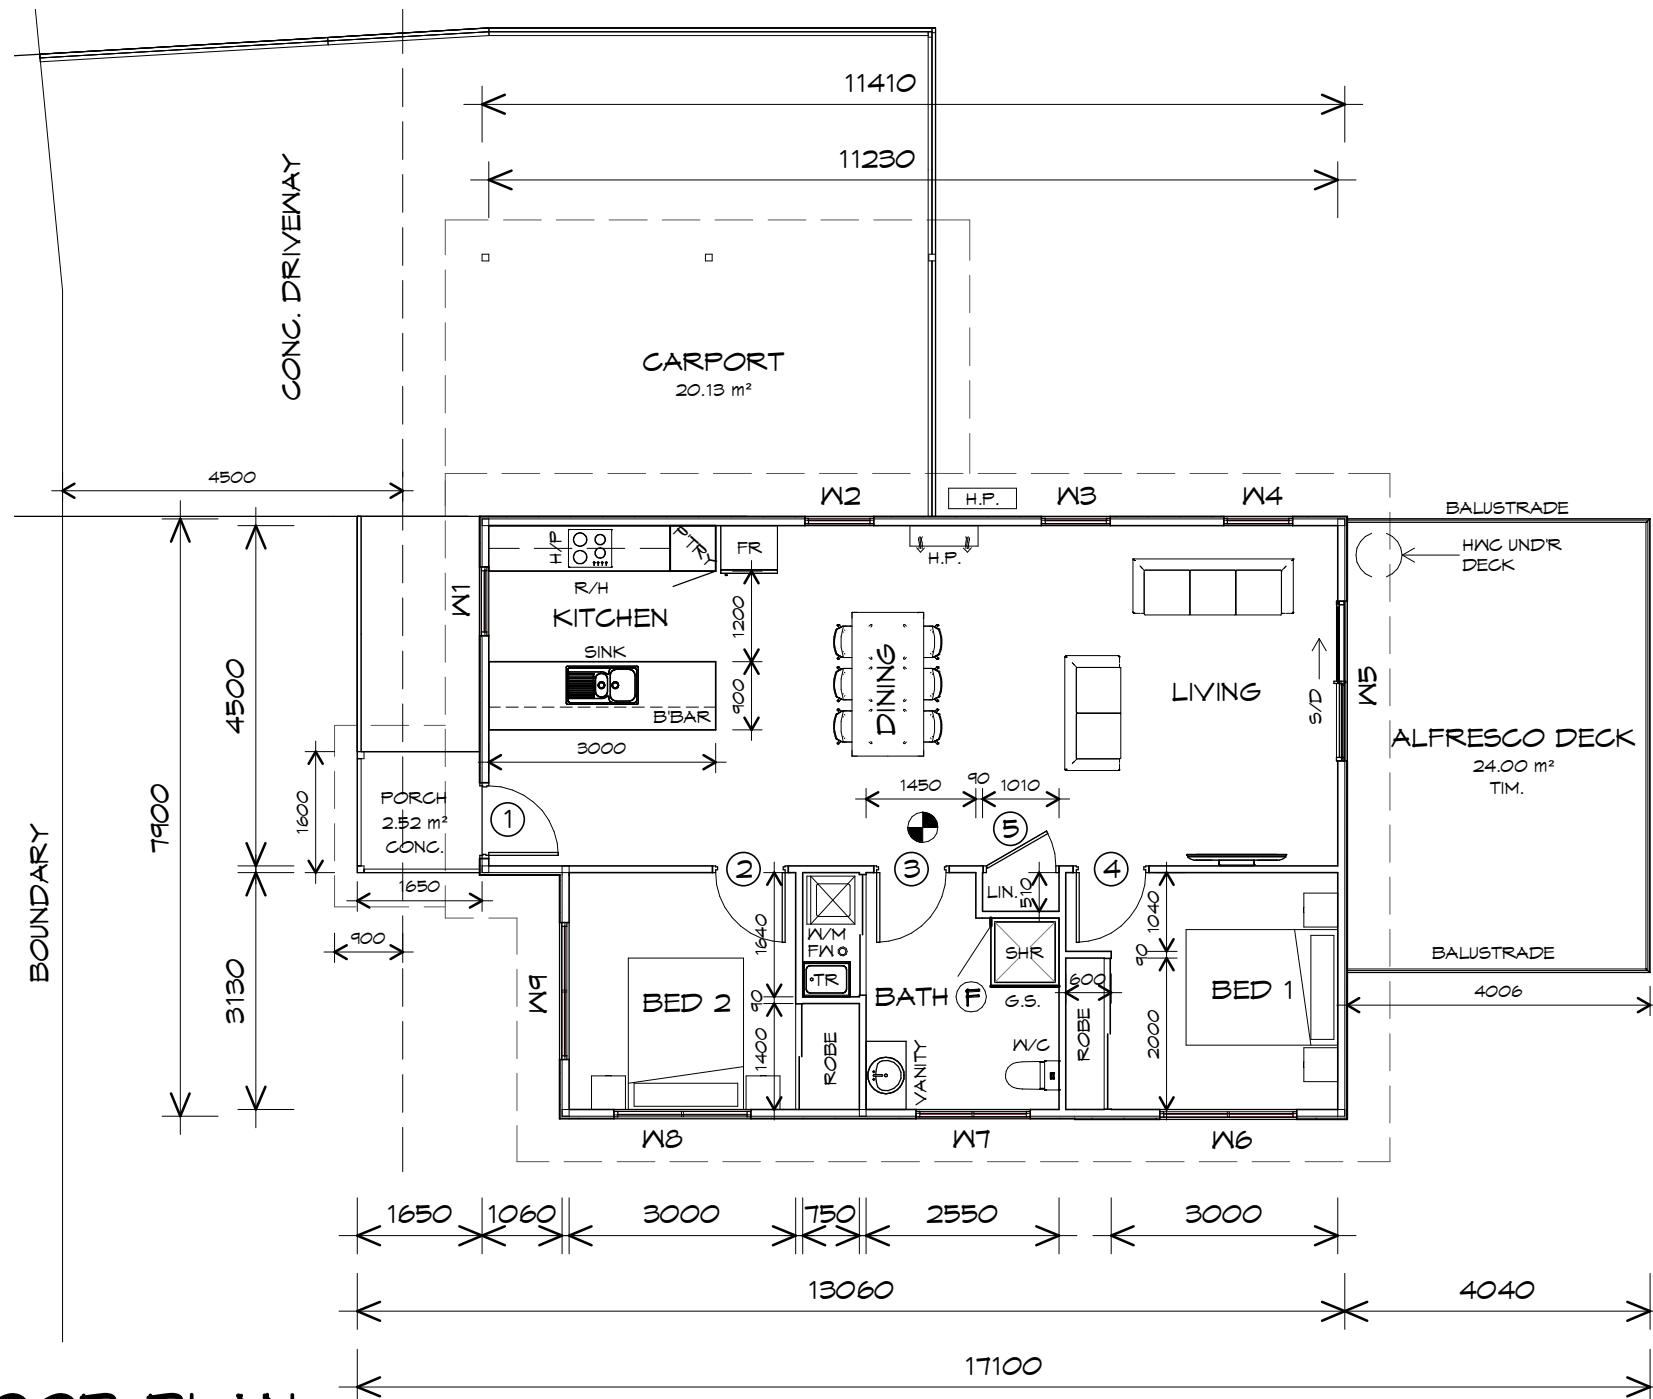 11410
11230
CONC. DRIVEWAY
CARPORT
20.13 m²
4500
W2
H.P.
W3
W4
BALUSTRADE
HWC UND'R
DECK
H/P
PTRY
FR
H.P.
R/H
W1
KITCHEN
1200
SINK
DINING
LIVING
S/D
W5
4500
900
B'BAR
3000
ALFRESCO DECK
24.00 m²
TIM.
7900
1600
PORCH
2.52 m²
CONC.
1
1450
90
1010
5
BOUNDARY
2
3
4
1650
LIN.
510
900
1640
W/M
FW
SHR
1040
90
BALUSTRADE
3130
W9
BED 2
TR
90
BATH
F
G.S.
600
BED 1
4006
1400
ROBE
VANITY
W/C
ROBE
2000
W8
W7
W6
1650
1060
3000
750
2550
3000
13060
4040
17100